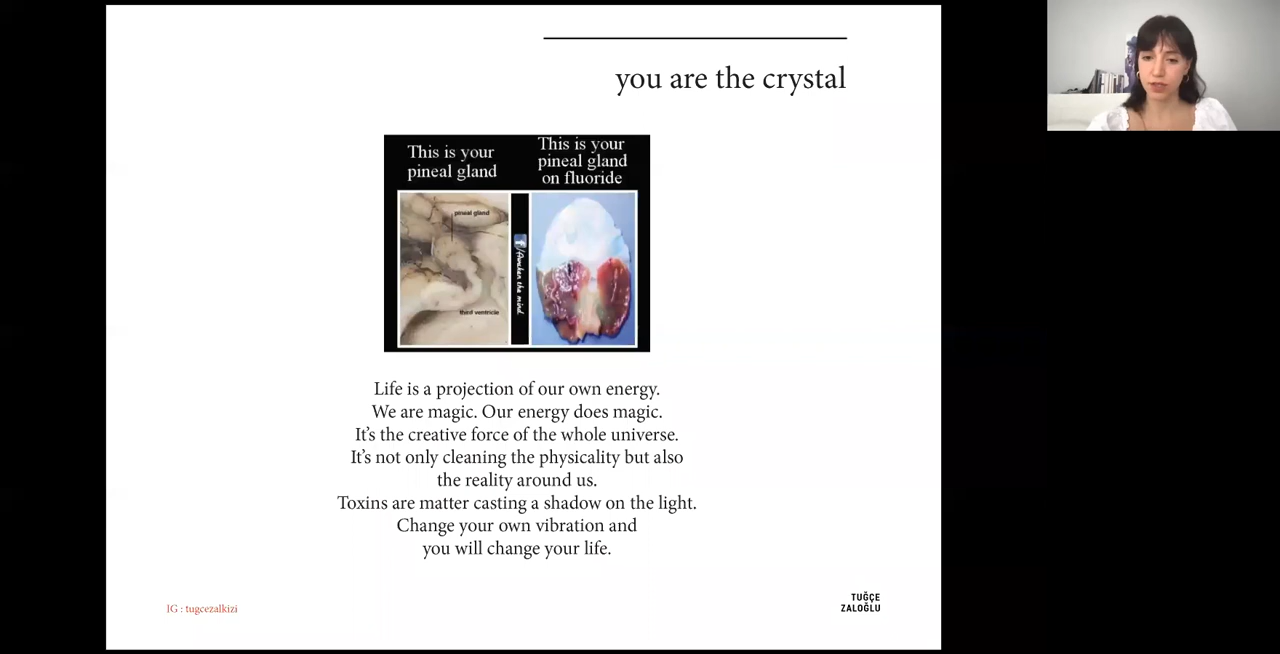 you are the crystal
This is your
pineal gland
This is your
pineal gland
on fluoride
pineal gland
third ventricle
f/Awaken the mind
Life is a projection of our own energy.
We are magic. Our energy does magic.
It's the creative force of the whole universe.
It's not only cleaning the physicality but also
the reality around us.
Toxins are matter casting a shadow on the light.
Change your own vibration and
you will change your life.
IG : tugcezalkizi
TUĞÇE
ZALOĞLU